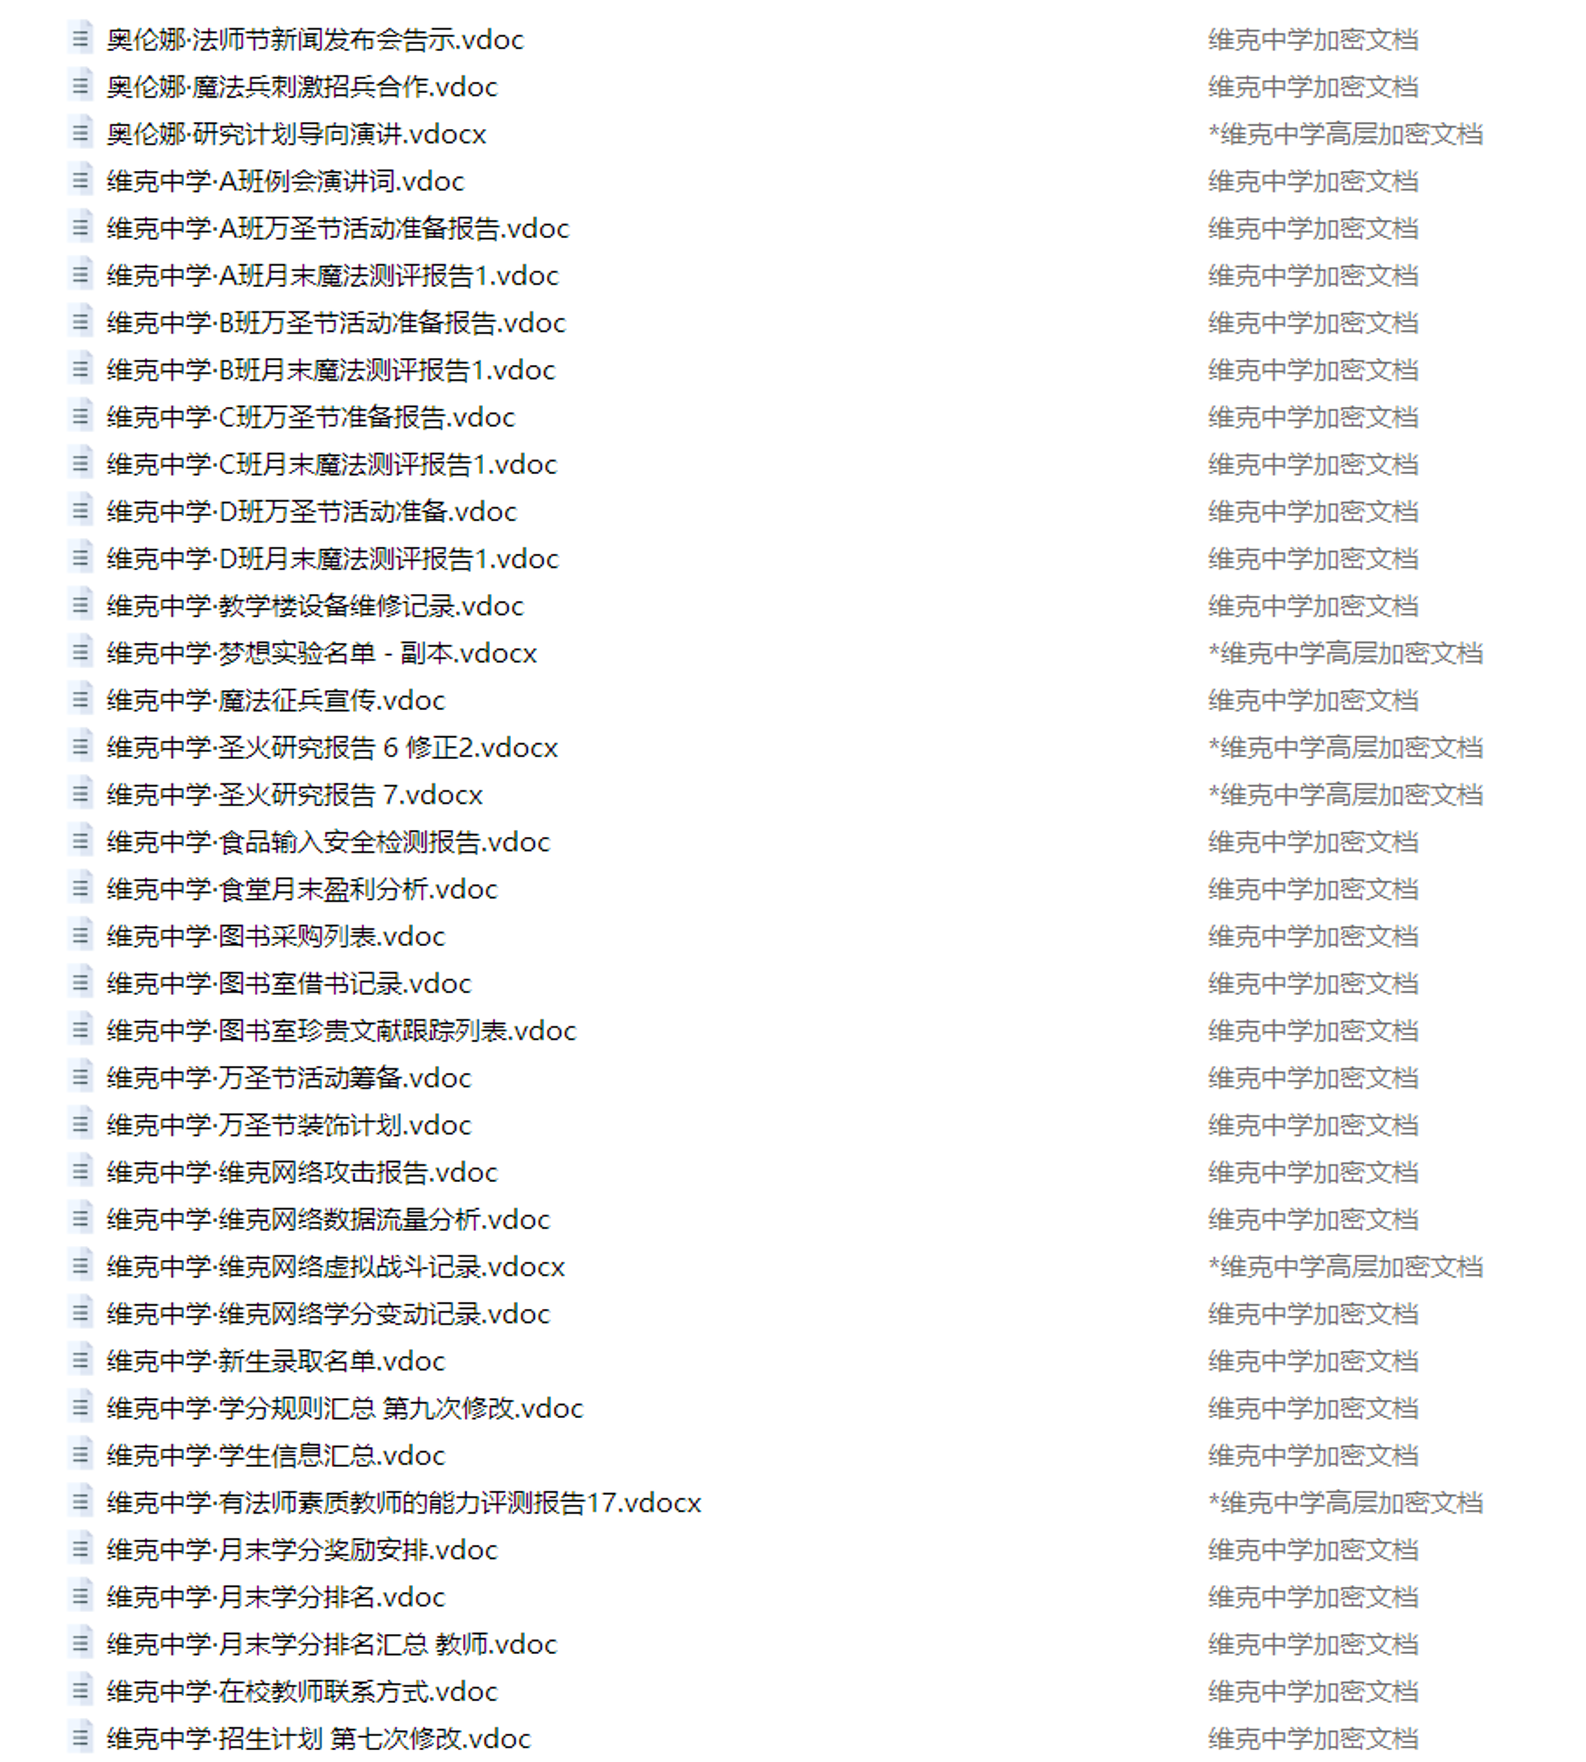 奥伦娜·法师节新闻发布会告示.vdoc 维克中学加密文档
奥伦娜·魔法兵刺激招兵合作.vdoc 维克中学加密文档
奥伦娜·研究计划导向演讲.vdocx *维克中学高层加密文档
维克中学·A班例会演讲词.vdoc 维克中学加密文档
维克中学·A班万圣节活动准备报告.vdoc 维克中学加密文档
维克中学·A班月末魔法测评报告1.vdoc 维克中学加密文档
维克中学·B班万圣节活动准备报告.vdoc 维克中学加密文档
维克中学·B班月末魔法测评报告1.vdoc 维克中学加密文档
维克中学·C班万圣节准备报告.vdoc 维克中学加密文档
维克中学·C班月末魔法测评报告1.vdoc 维克中学加密文档
维克中学·D班万圣节活动准备.vdoc 维克中学加密文档
维克中学·D班月末魔法测评报告1.vdoc 维克中学加密文档
维克中学·教学楼设备维修记录.vdoc 维克中学加密文档
维克中学·梦想实验名单 - 副本.vdocx *维克中学高层加密文档
维克中学·魔法征兵宣传.vdoc 维克中学加密文档
维克中学·圣火研究报告 6 修正2.vdocx *维克中学高层加密文档
维克中学·圣火研究报告 7.vdocx *维克中学高层加密文档
维克中学·食品输入安全检测报告.vdoc 维克中学加密文档
维克中学·食堂月末盈利分析.vdoc 维克中学加密文档
维克中学·图书采购列表.vdoc 维克中学加密文档
维克中学·图书室借书记录.vdoc 维克中学加密文档
维克中学·图书室珍贵文献跟踪列表.vdoc 维克中学加密文档
维克中学·万圣节活动筹备.vdoc 维克中学加密文档
维克中学·万圣节装饰计划.vdoc 维克中学加密文档
维克中学·维克网络攻击报告.vdoc 维克中学加密文档
维克中学·维克网络数据流量分析.vdoc 维克中学加密文档
维克中学·维克网络虚拟战斗记录.vdocx *维克中学高层加密文档
维克中学·维克网络学分变动记录.vdoc 维克中学加密文档
维克中学·新生录取名单.vdoc 维克中学加密文档
维克中学·学分规则汇总 第九次修改.vdoc 维克中学加密文档
维克中学·学生信息汇总.vdoc 维克中学加密文档
维克中学·有法师素质教师的能力评测报告17.vdocx *维克中学高层加密文档
维克中学·月末学分奖励安排.vdoc 维克中学加密文档
维克中学·月末学分排名.vdoc 维克中学加密文档
维克中学·月末学分排名汇总 教师.vdoc 维克中学加密文档
维克中学·在校教师联系方式.vdoc 维克中学加密文档
维克中学·招生计划 第七次修改.vdoc 维克中学加密文档